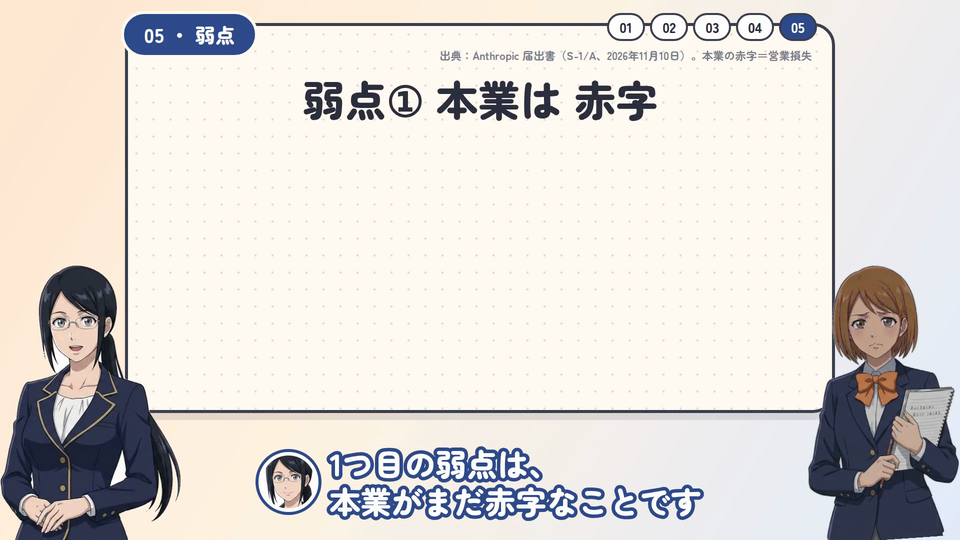 05 • 弱点
01 02 03 04 05
出典：Anthropic 届出書（S-1/A、2026年11月10日）。本業の赤字＝営業損失
弱点① 本業は 赤字
1つ目の弱点は、
本業がまだ赤字なことです